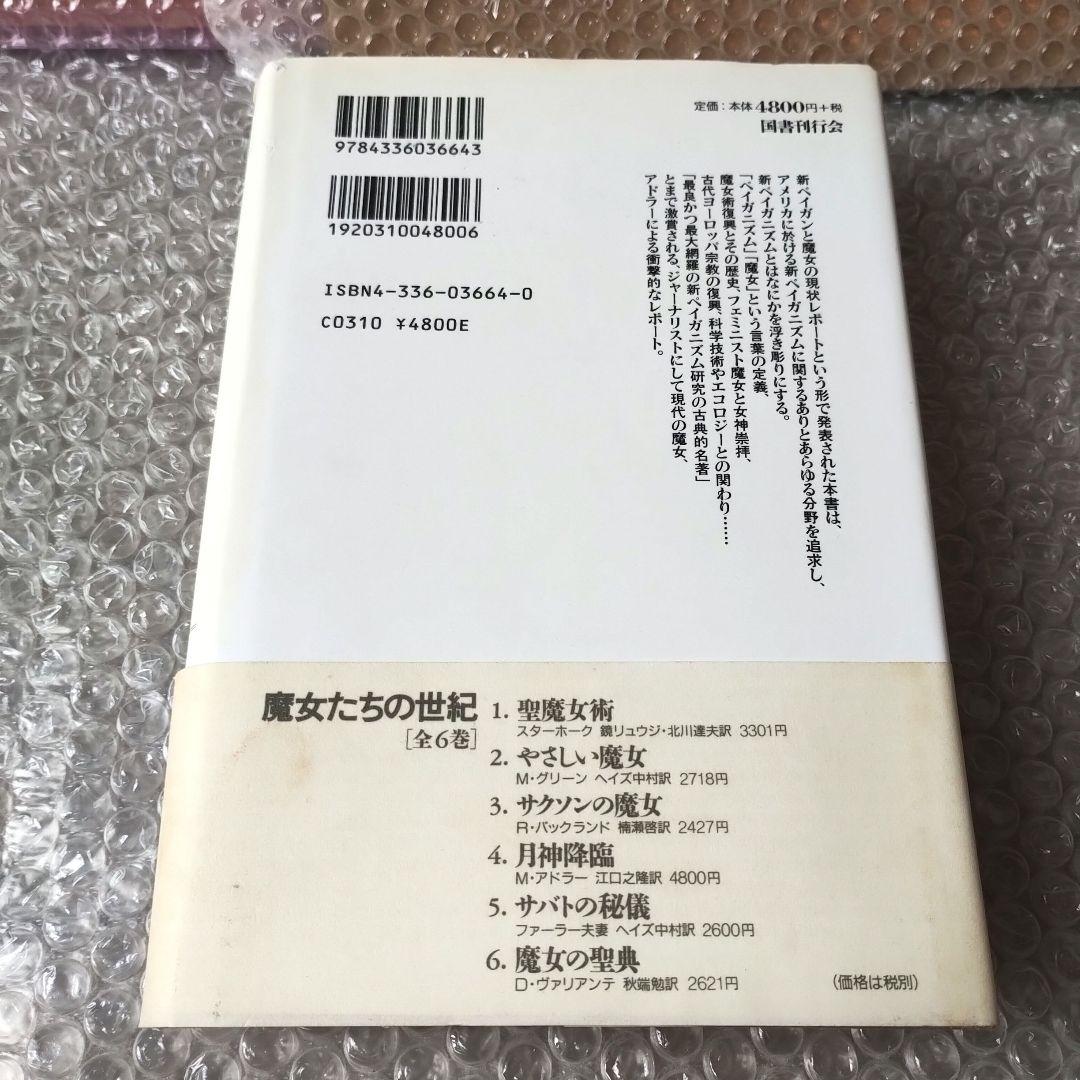 9784336036643
1920310048006
ISBN4-336-03664-0
C0310 ¥4800E
定価：本体4800円+税
国書刊行会
新ペイガンと魔女の現状レポートという形で発表された本書は、
アメリカに於ける新ペイガニズムに関するありとあらゆる分野を追求し、
新ペイガニズムとはなにかを浮き彫りにする。
「ペイガニズム」「魔女」という言葉の定義、
魔女術復興とその歴史、フェミニスト魔女と女神崇拝、
古代ヨーロッパ宗教の復興、科学技術やエコロジーとの関わり……
「最良かつ最大網羅の新ペイガニズム研究の古典的名著」
とまで激賞される、ジャーナリストにして現代の魔女、
アドラーによる衝撃的なレポート。
魔女たちの世紀
［全6巻］
1. 聖魔女術
スターホーク 鏡リュウジ・北川達夫訳 3301円
2. やさしい魔女
M・グリーン ヘイズ中村訳 2718円
3. サクソンの魔女
R・バックランド 楠瀬啓訳 2427円
4. 月神降臨
M・アドラー 江口之隆訳 4800円
5. サバトの秘儀
ファーラー夫妻 ヘイズ中村訳 2600円
6. 魔女の聖典
D・ヴァリアンテ 秋端勉訳 2621円
（価格は税別）